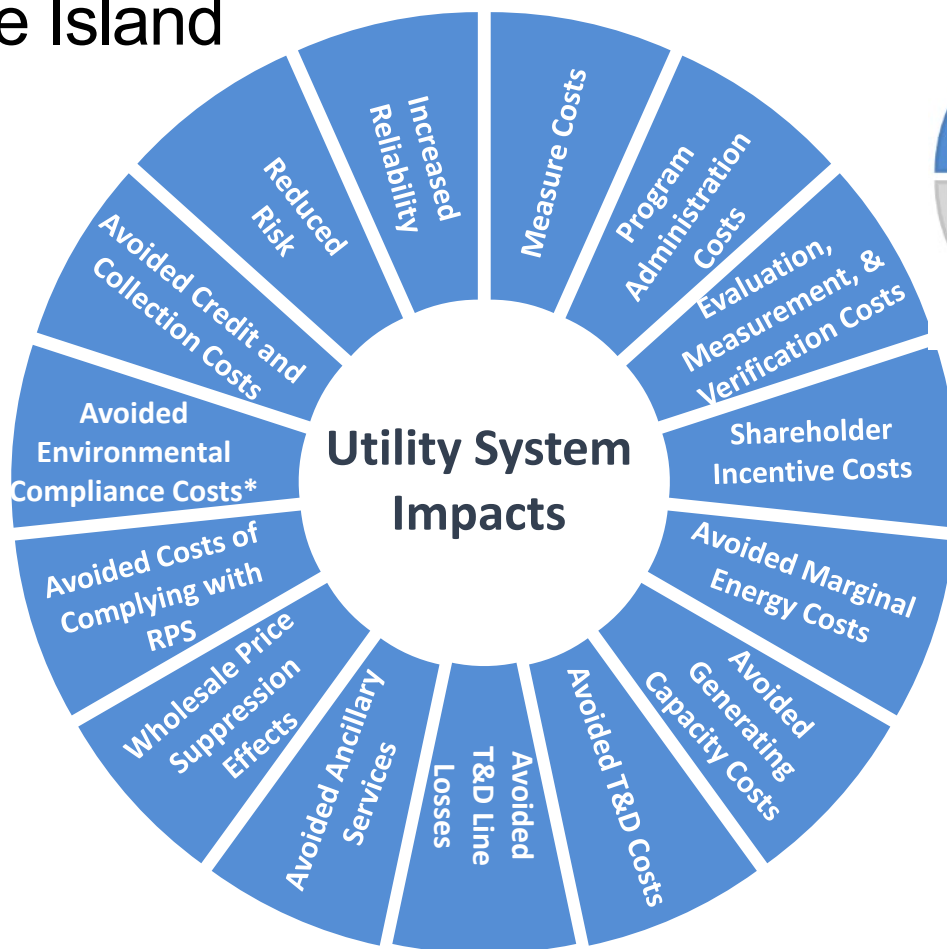 e Island
Measure Costs
Program
Administration
Costs
Evaluation,
Measurement, &
Verification Costs
Shareholder
Incentive Costs
Avoided Marginal
Energy Costs
Avoided
Generating
Capacity Costs
Avoided T&D Costs
Avoided
T&D Line
Losses
Avoided Ancillary
Services
Wholesale Price
Suppression
Effects
Avoided Costs of
Complying with
RPS
Avoided
Environmental
Compliance Costs*
Avoided Credit and
Collection Costs
Reduced
Risk
Increased
Reliability
Utility System
Impacts